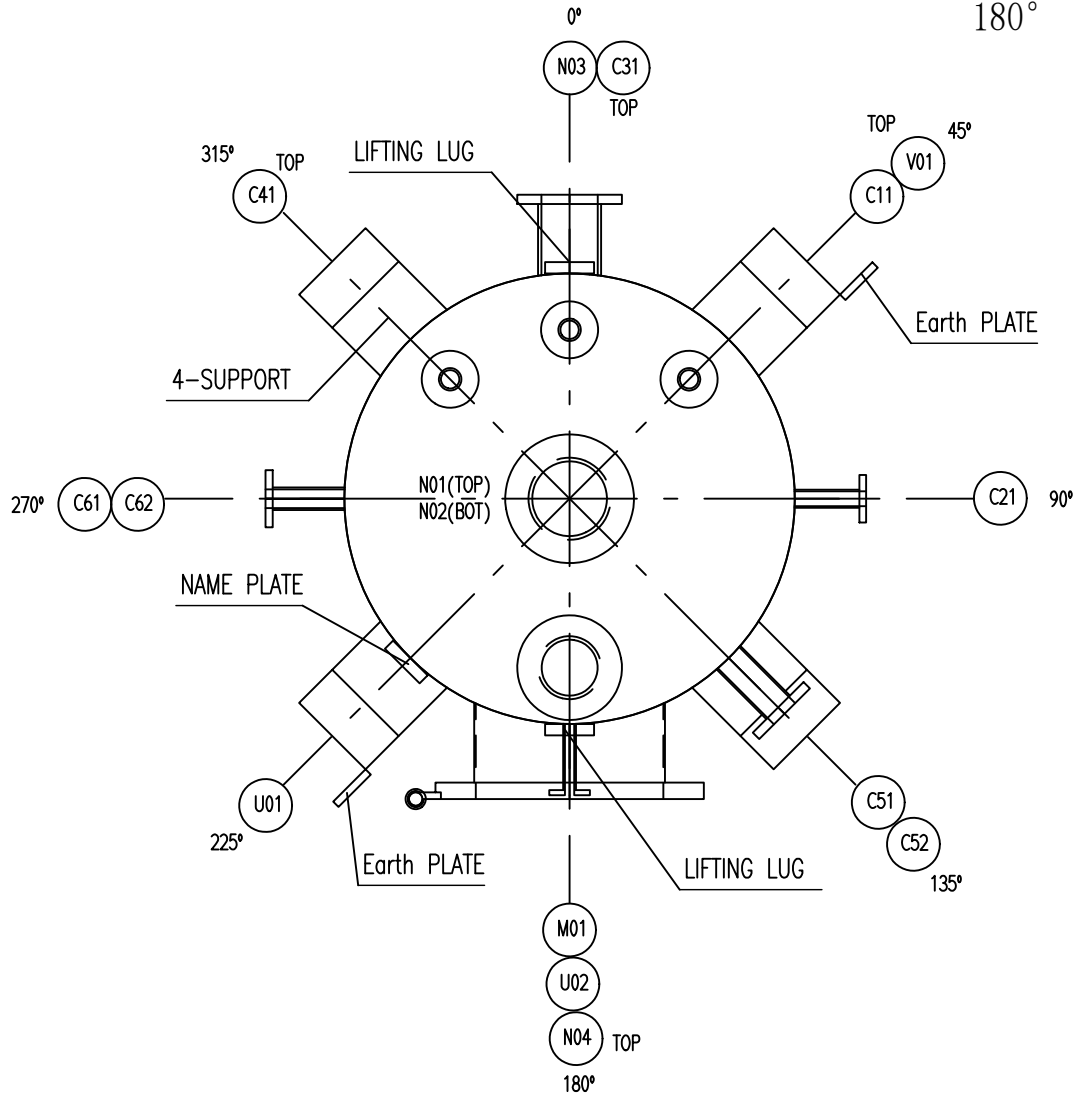 180°
0°
N03 C31
TOP
TOP 45°
V01
315° TOP
LIFTING LUG
C41
C11
Earth PLATE
4-SUPPORT
N01(TOP)
N02(BOT)
270° C61 C62
C21 90°
NAME PLATE
U01
225°
C51
C52
135°
Earth PLATE
LIFTING LUG
M01
U02
N04 TOP
180°